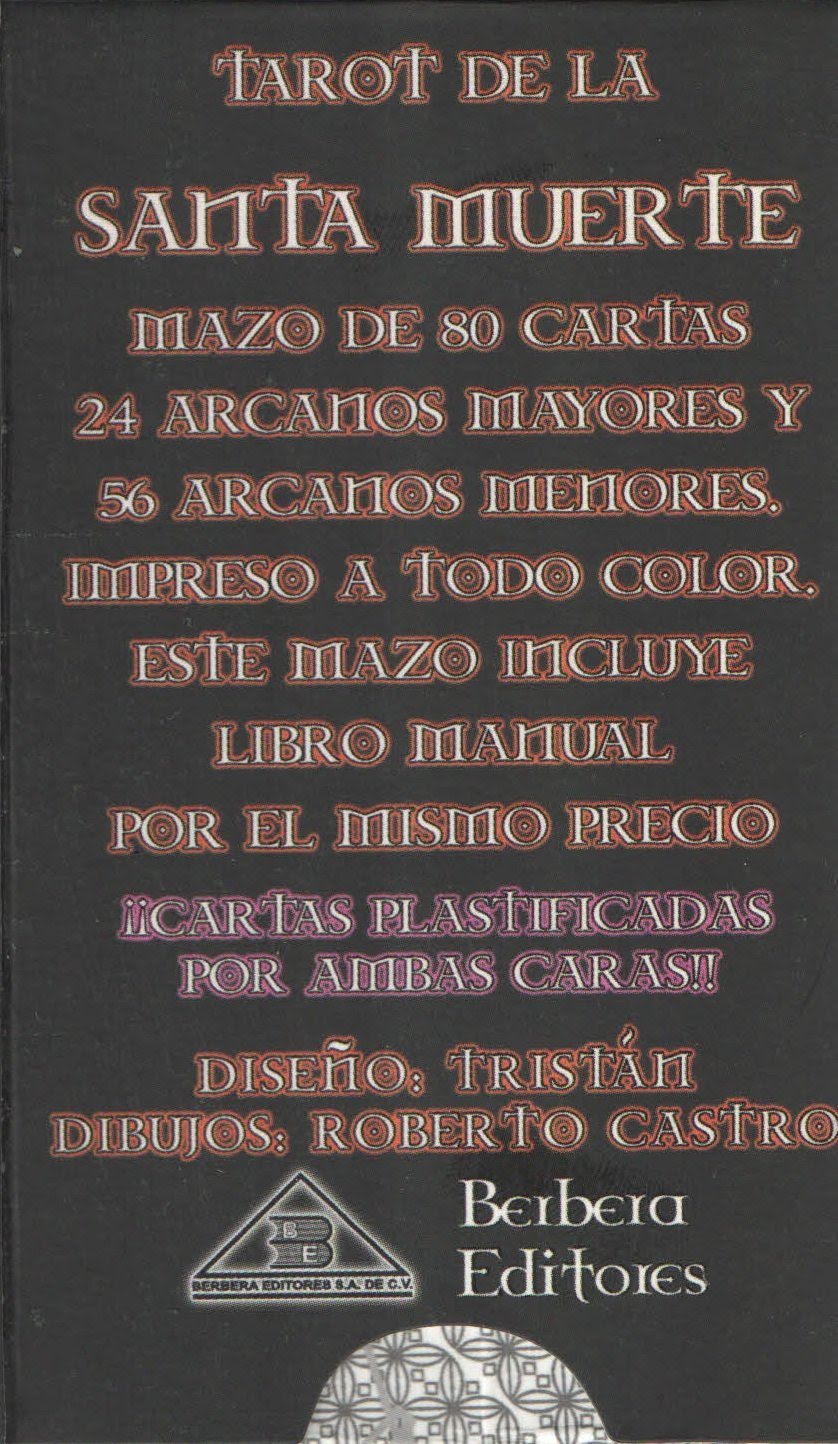 TAROT DE LA
SANTA MUERTE
MAZO DE 80 CARTAS
24 ARCANOS MAYORES Y
56 ARCANOS MENORES.
IMPRESO A TODO COLOR.
ESTE MAZO INCLUYE
LIBRO MANUAL
POR EL MISMO PRECIO
¡¡CARTAS PLASTIFICADAS
POR AMBAS CARAS!!
DISEÑO: TRISTÁN
DIBUJOS: ROBERTO CASTRO
B
E
BERBERA EDITORES S.A. DE C.V.
Berbera
Editores